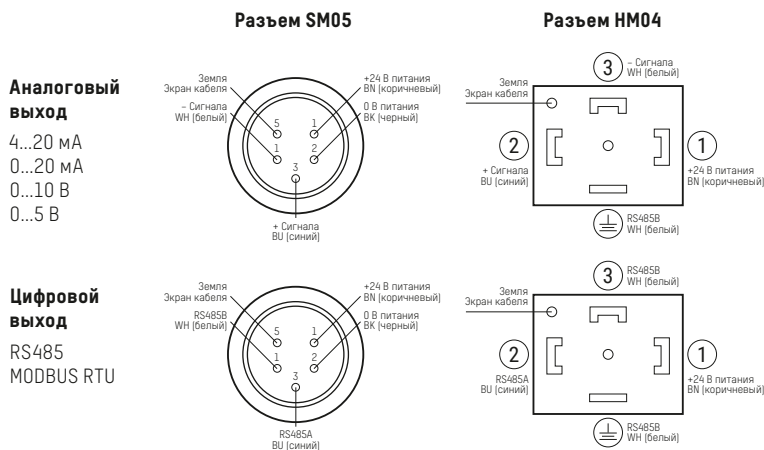 Разъем SM05
Разъем HM04
Аналоговый
выход
4...20 мА
0...20 мА
0...10 В
0...5 В
Земля
Экран кабеля
– Сигнала
WH (белый)
+24 В питания
BN (коричневый)
0 В питания
BK (черный)
5
1
1
2
3
+ Сигнала
BU (синий)
3
– Сигнала
WH (белый)
Земля
Экран кабеля
2
1
+ Сигнала
BU (синий)
+24 В питания
BN (коричневый)
RS485B
WH (белый)
Цифровой
выход
RS485
MODBUS RTU
Земля
Экран кабеля
RS485B
WH (белый)
+24 В питания
BN (коричневый)
0 В питания
BK (черный)
5
1
1
2
3
RS485A
BU (синий)
3
RS485B
WH (белый)
Земля
Экран кабеля
2
1
RS485A
BU (синий)
+24 В питания
BN (коричневый)
RS485B
WH (белый)